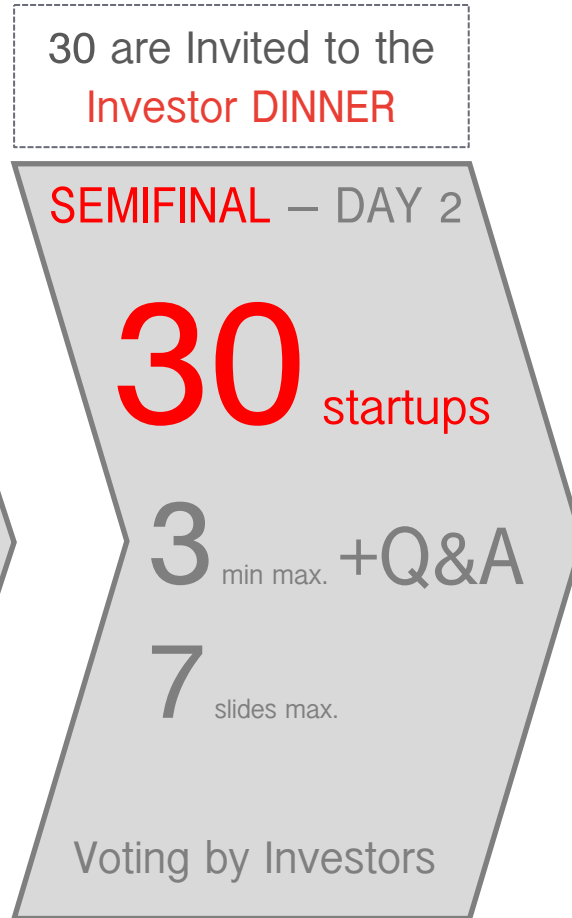 30 are Invited to the
Investor DINNER
SEMIFINAL – DAY 2
30 startups
3 min max. +Q&A
7 slides max.
Voting by Investors